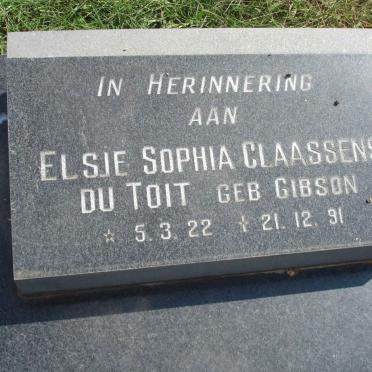 IN HERINNERING
AAN
ELSJE SOPHIA CLAASSENS
DU TOIT GEB GIBSON
☆ 5.3.22 ✝ 21.12.91